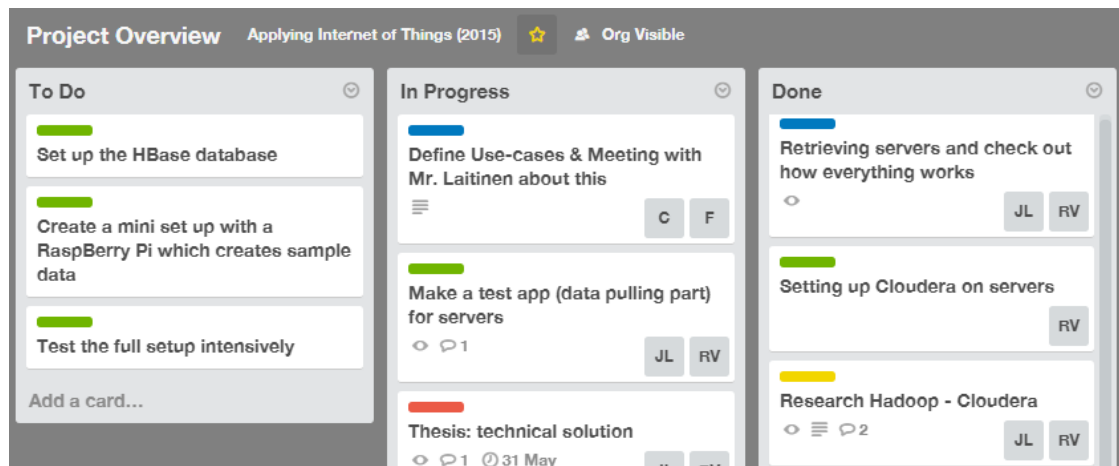 Project Overview Applying Internet of Things (2015) Org Visible
To Do
Set up the HBase database
Create a mini set up with a
RaspBerry Pi which creates sample
data
Test the full setup intensively
Add a card...
In Progress
Define Use-cases & Meeting with
Mr. Laitinen about this
C F
Make a test app (data pulling part)
for servers
1 JL RV
Thesis: technical solution
1 31 May
Done
Retrieving servers and check out
how everything works
JL RV
Setting up Cloudera on servers
RV
Research Hadoop - Cloudera
2 JL RV